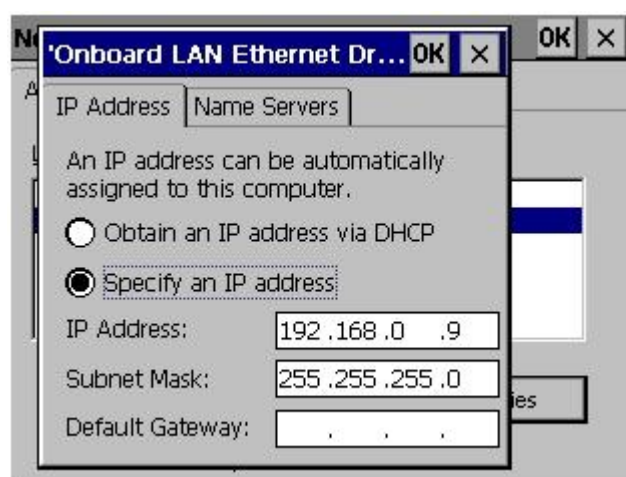 'Onboard LAN Ethernet Dr... OK ×
OK ×
IP Address Name Servers
An IP address can be automatically
assigned to this computer.
Obtain an IP address via DHCP
Specify an IP address
IP Address: 192.168.0.9
Subnet Mask: 255.255.255.0
Default Gateway: . . .